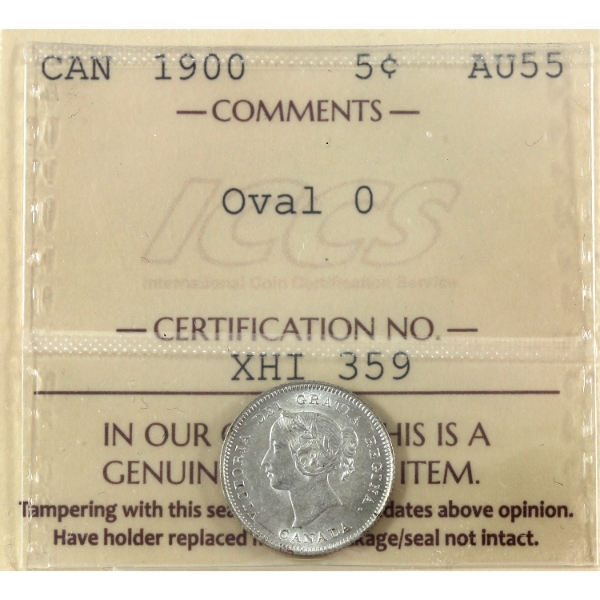 CAN 1900 5¢ AU55
— COMMENTS —
Oval 0
ICCS
International Coin Certification Service
— CERTIFICATION NO. —
XHI 359
IN OUR HIS IS A
GENUIN ITEM.
Tampering with this sea dates above opinion.
Have holder replaced kage/seal not intact.
VICTORIA DEI GRATIA REGINA.
CANADA